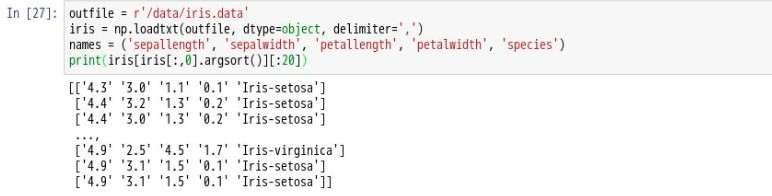 In [27]: outfile = r'/data/iris.data'
iris = np.loadtxt(outfile, dtype=object, delimiter=',')
names = ('sepallength', 'sepalwidth', 'petallength', 'petalwidth', 'species')
print(iris[iris[:,0].argsort()][:20])
[['4.3' '3.0' '1.1' '0.1' 'Iris-setosa']
['4.4' '3.2' '1.3' '0.2' 'Iris-setosa']
['4.4' '3.0' '1.3' '0.2' 'Iris-setosa']
...,
['4.9' '2.5' '4.5' '1.7' 'Iris-virginica']
['4.9' '3.1' '1.5' '0.1' 'Iris-setosa']
['4.9' '3.1' '1.5' '0.1' 'Iris-setosa']]